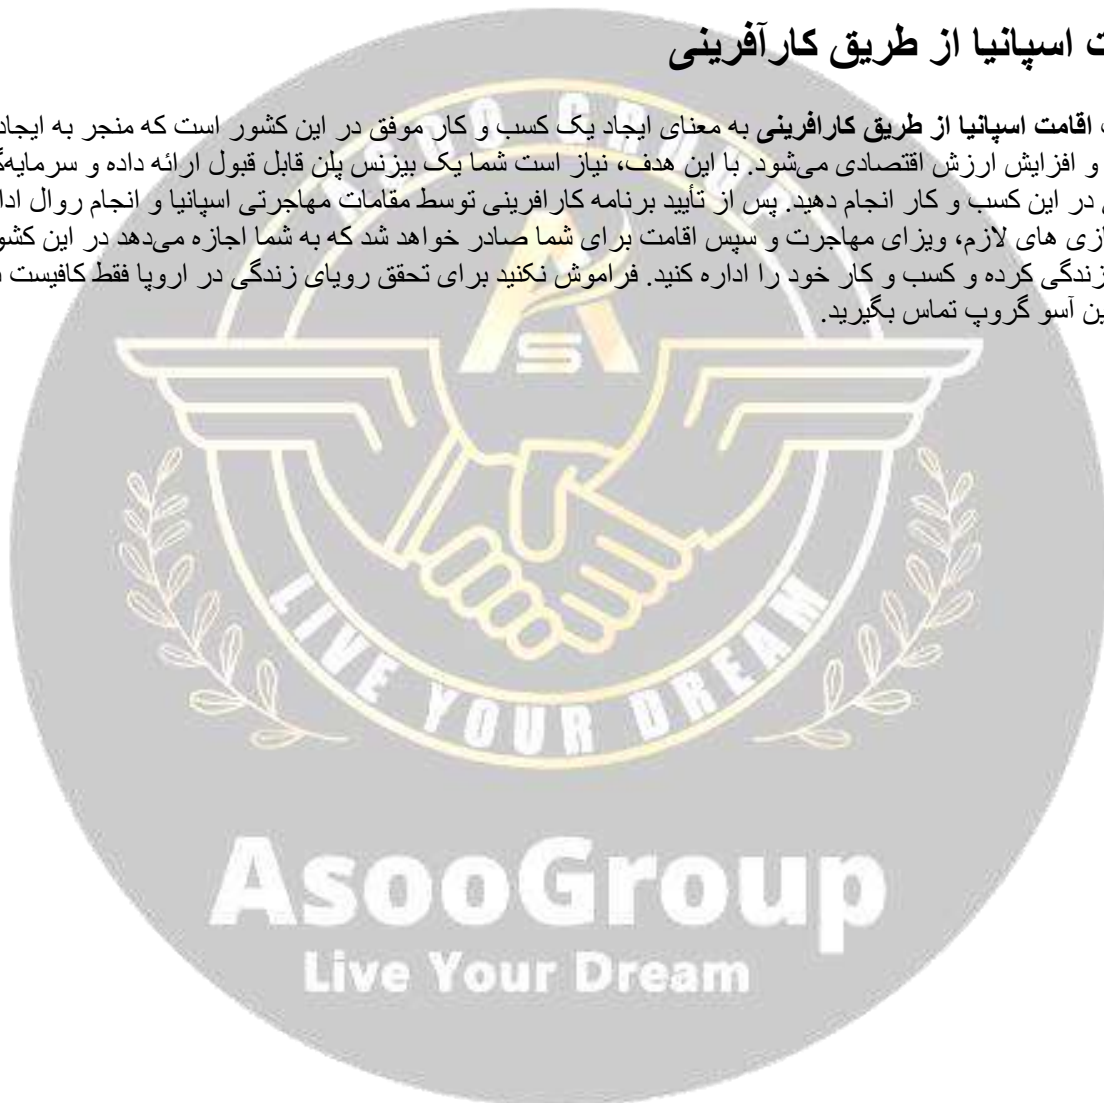 ت اسپانیا از طریق کارآفرینی
اقامت اسپانیا از طریق کارافرینی به معنای ایجاد یک کسب و کار موفق در این کشور است که منجر به ایجاد
و افزایش ارزش اقتصادی می‌شود. با این هدف، نیاز است شما یک بیزنس پلن قابل قبول ارائه داده و سرمایه‌گ
در این کسب و کار انجام دهید. پس از تأیید برنامه کارافرینی توسط مقامات مهاجرتی اسپانیا و انجام روال ادا
ازی های لازم، ویزای مهاجرت و سپس اقامت برای شما صادر خواهد شد که به شما اجازه می‌دهد در این کشو
زندگی کرده و کسب و کار خود را اداره کنید. فراموش نکنید برای تحقق رویای زندگی در اروپا فقط کافیست
ین آسو گروپ تماس بگیرید.
AS
LIVE YOUR DREAM
AsooGroup
Live Your Dream